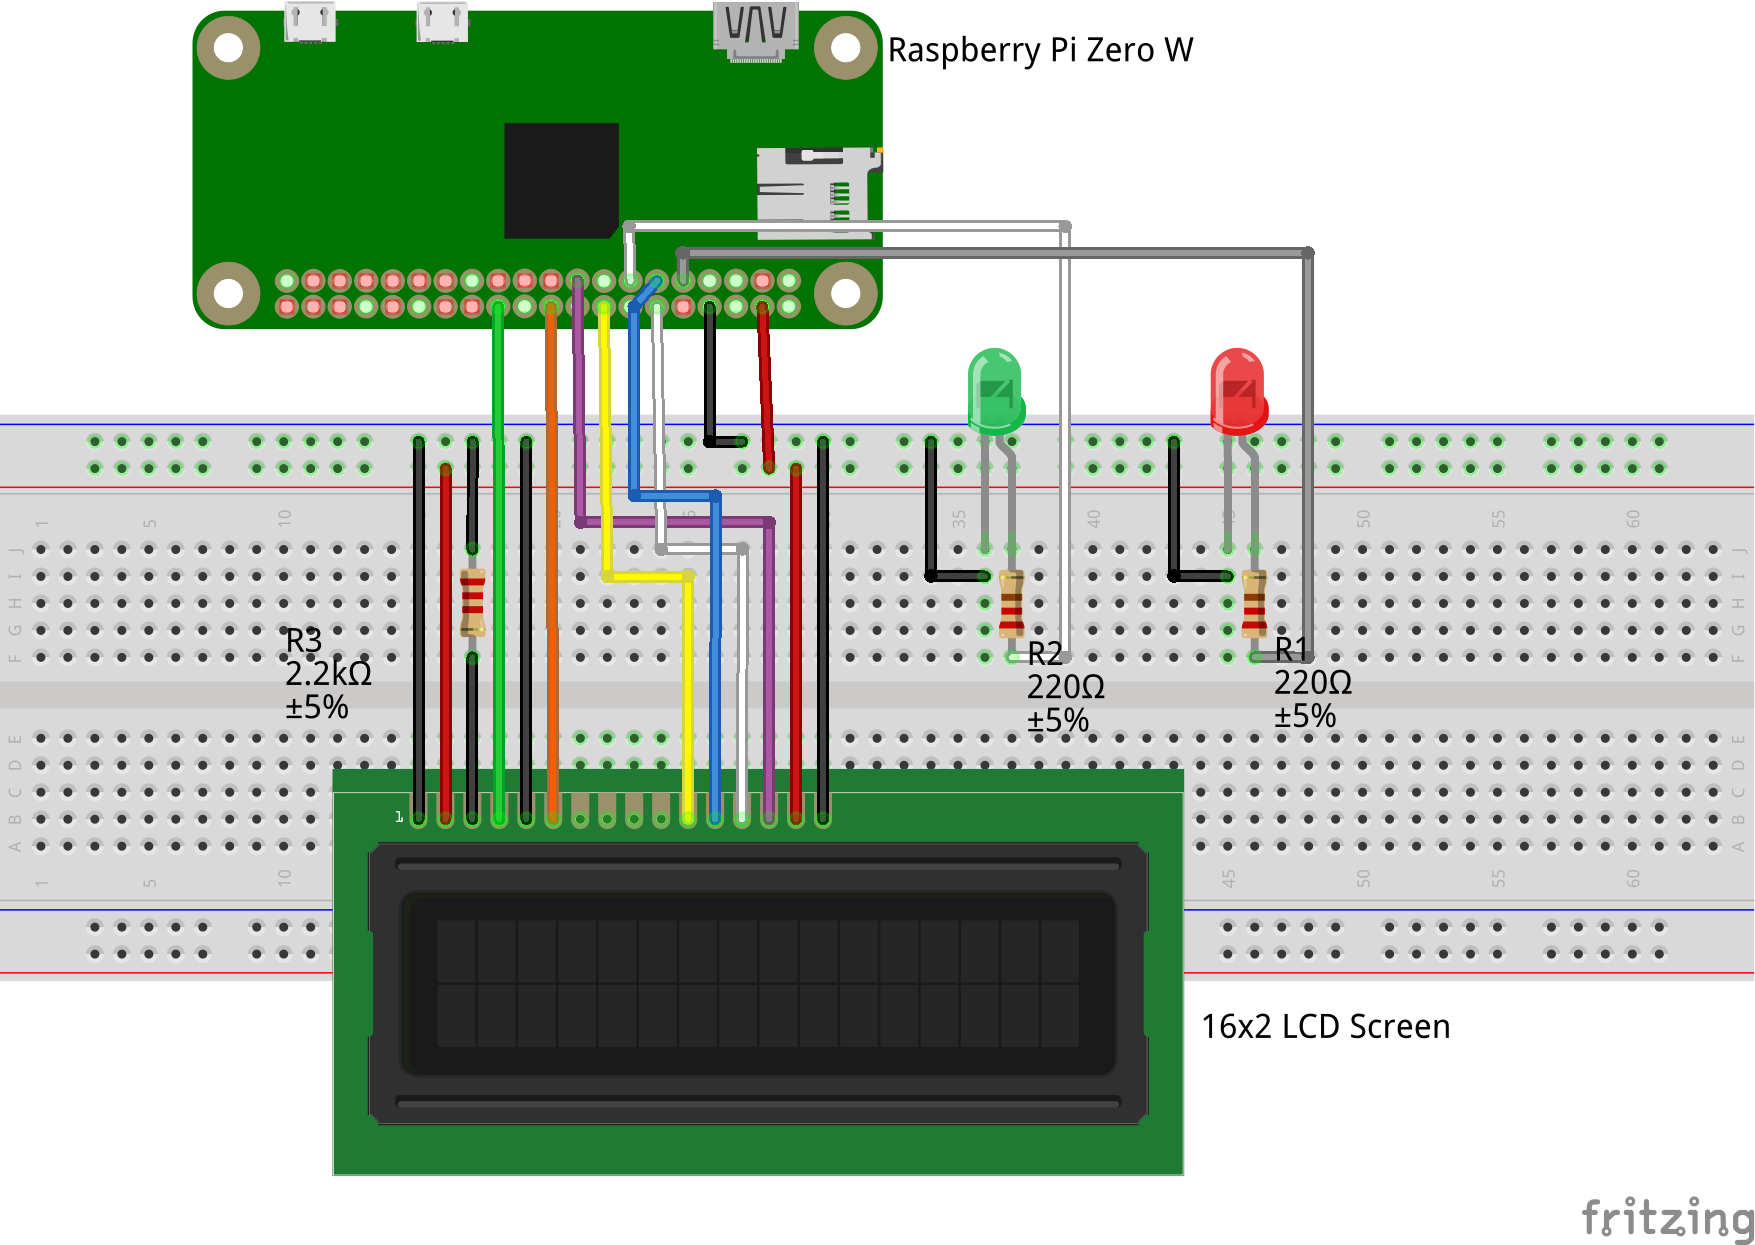 Raspberry Pi Zero W
1 5 10 35 40 50 55 60
J J
I I
H H
G G
F F
R3
2.2kΩ
±5%
R2
220Ω
±5%
R1
220Ω
±5%
E E
D D
C C
B B
A A
1
1 5 10 45 50 55 60
16x2 LCD Screen
fritzing